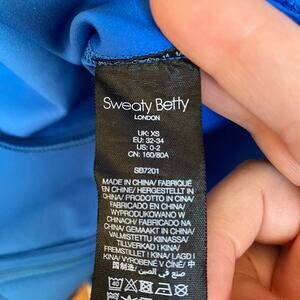 Sweaty Betty
LONDON
UK: XS
EU: 32-34
US: 0-2
CN: 160/80A
SB7201
MADE IN CHINA/ FABRIQUÉ
EN CHINE/ HERGESTELLT IN
CHINA/ PRODOTTO IN CINA/
FABRICADO EN CHINA/
WYPRODUKOWANO W
CHINACH/ FABRICADO NA
CHINA/ GEMAAKT IN CHINA/
VALMISTETTU KIINASSA/
TILLVERKAD I KINA/
FREMSTILLET I KINA/ LAGD I
KINA/ VYROBENÉ V ČÍNĚ/
صنع في الصين/